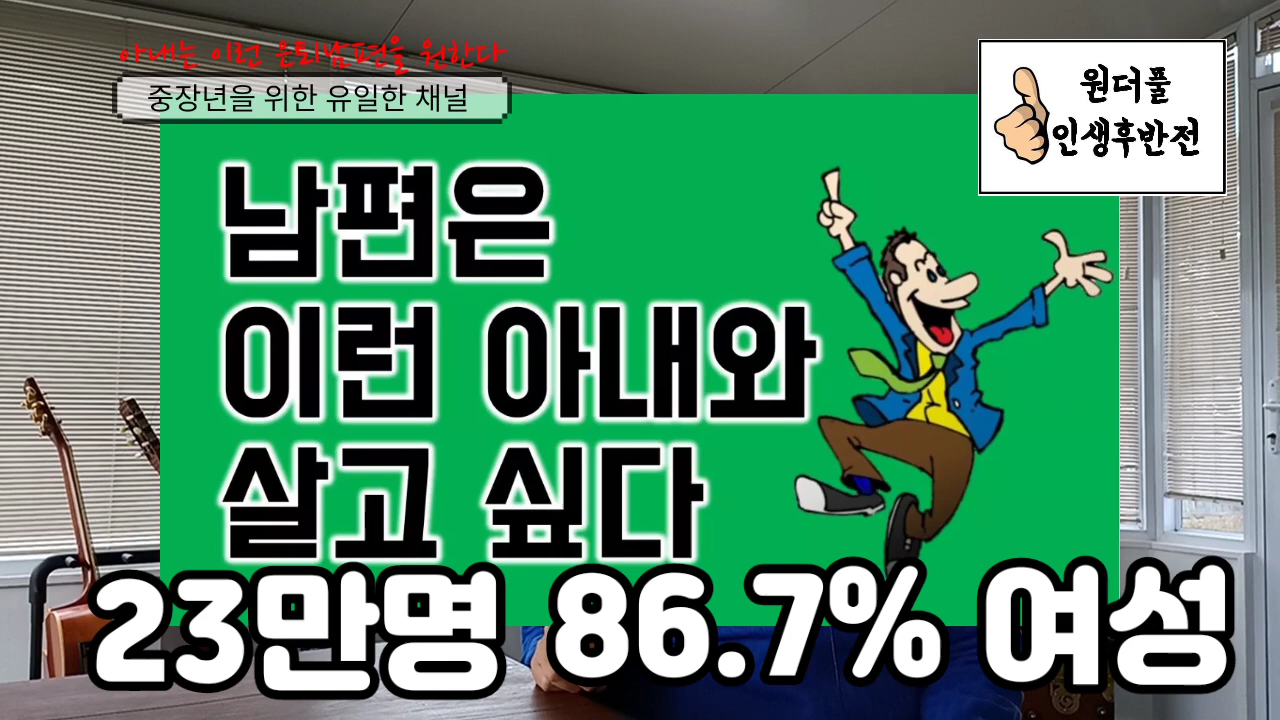 아내는 이런 은퇴남편을 원한다
중장년을 위한 유일한 채널
원더풀
인생후반전
남편은
이런 아내와
살고 싶다
23만명 86.7% 여성